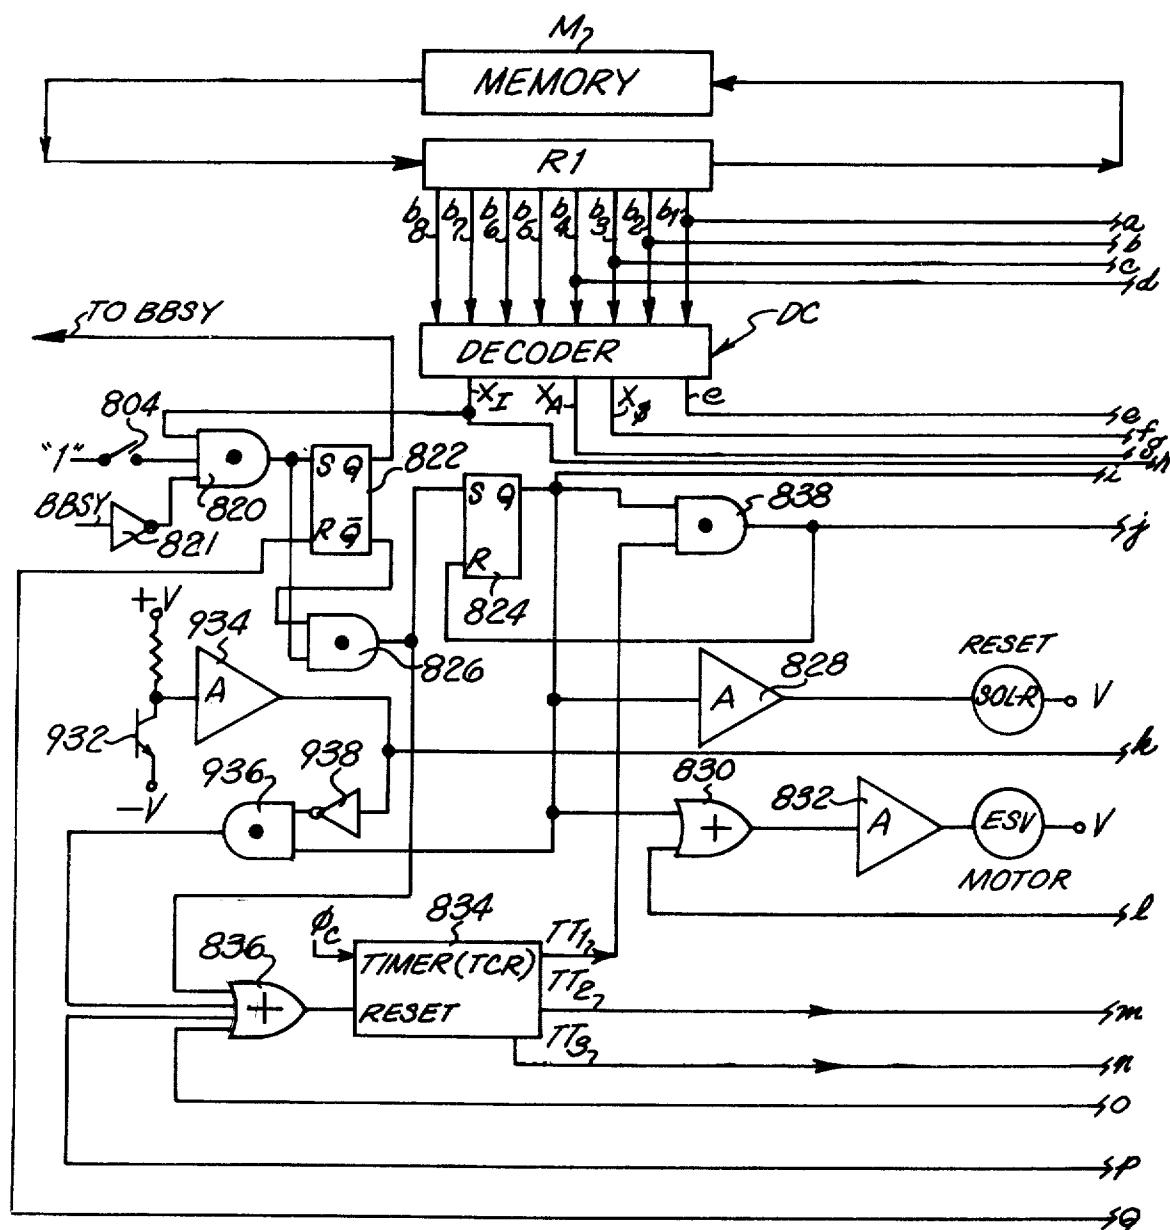 M2
MEMORY
R1
b8 b7 b6 b5 b4 b3 b2 b1
a
b
c
d
TO BBSY
DECODER
DC
XI XA Xφ e
e
f
g
h
i
804
"1"
820
BBSY
821
S Q
R Q̅
822
S Q
R
824
838
j
+V
934
A
932
-V
826
A
828
RESET
SOL-R
V
k
936
938
830
+
832
A
ESV
V
MOTOR
l
φc
834
TIMER (TCR)
RESET
836
+
TT1
TT2
TT3
m
n
o
p
Q